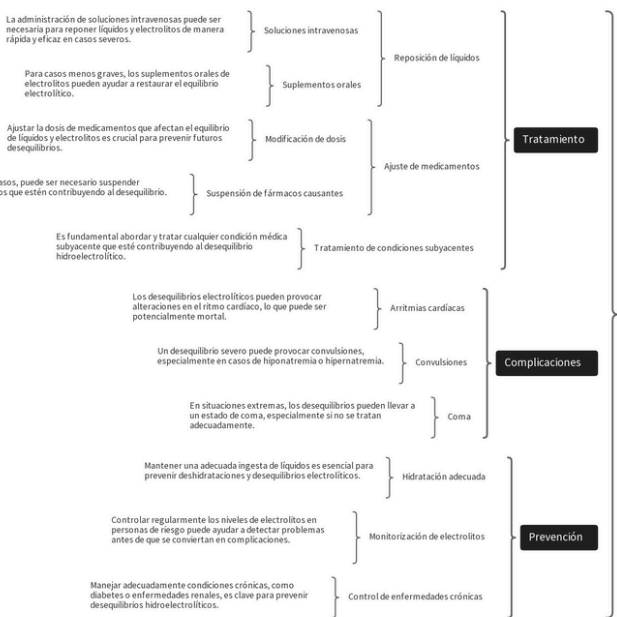 La administración de soluciones intravenosas puede ser
necesaria para reponer líquidos y electrolitos de manera
rápida y eficaz en casos severos.
Soluciones intravenosas
Reposición de líquidos
Para casos menos graves, los suplementos orales de
electrolitos pueden ayudar a restaurar el equilibrio
electrolítico.
Suplementos orales
Ajustar la dosis de medicamentos que afectan el equilibrio
de líquidos y electrolitos es crucial para prevenir futuros
desequilibrios.
Modificación de dosis
Tratamiento
Ajuste de medicamentos
asos, puede ser necesario suspender
os que estén contribuyendo al desequilibrio.
Suspensión de fármacos causantes
Es fundamental abordar y tratar cualquier condición médica
subyacente que esté contribuyendo al desequilibrio
hidroelectrolítico.
Tratamiento de condiciones subyacentes
Los desequilibrios electrolíticos pueden provocar
alteraciones en el ritmo cardíaco, lo que puede ser
potencialmente mortal.
Arritmias cardíacas
Un desequilibrio severo puede provocar convulsiones,
especialmente en casos de hiponatremia o hipernatremia.
Convulsiones
Complicaciones
En situaciones extremas, los desequilibrios pueden llevar a
un estado de coma, especialmente si no se tratan
adecuadamente.
Coma
Mantener una adecuada ingesta de líquidos es esencial para
prevenir deshidrataciones y desequilibrios electrolíticos.
Hidratación adecuada
Controlar regularmente los niveles de electrolitos en
personas de riesgo puede ayudar a detectar problemas
antes de que se conviertan en complicaciones.
Monitorización de electrolitos
Prevención
Manejar adecuadamente condiciones crónicas, como
diabetes o enfermedades renales, es clave para prevenir
desequilibrios hidroelectrolíticos.
Control de enfermedades crónicas